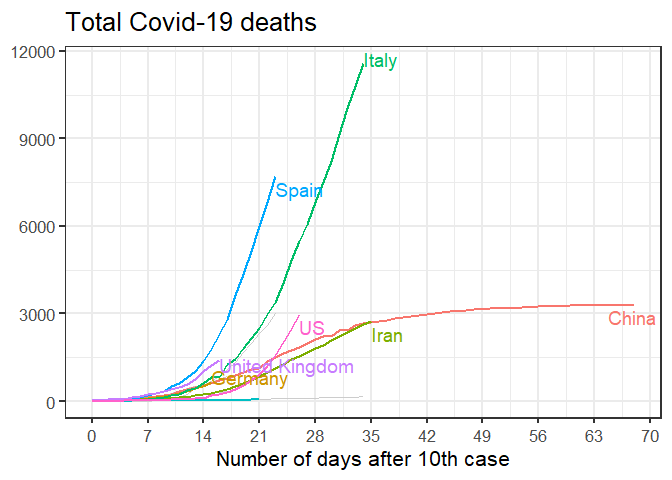 Total Covid-19 deaths
12000
9000
6000
3000
0
Italy
Spain
US
China
Iran
United Kingdom
Germany
0 7 14 21 28 35 42 49 56 63 70
Number of days after 10th case